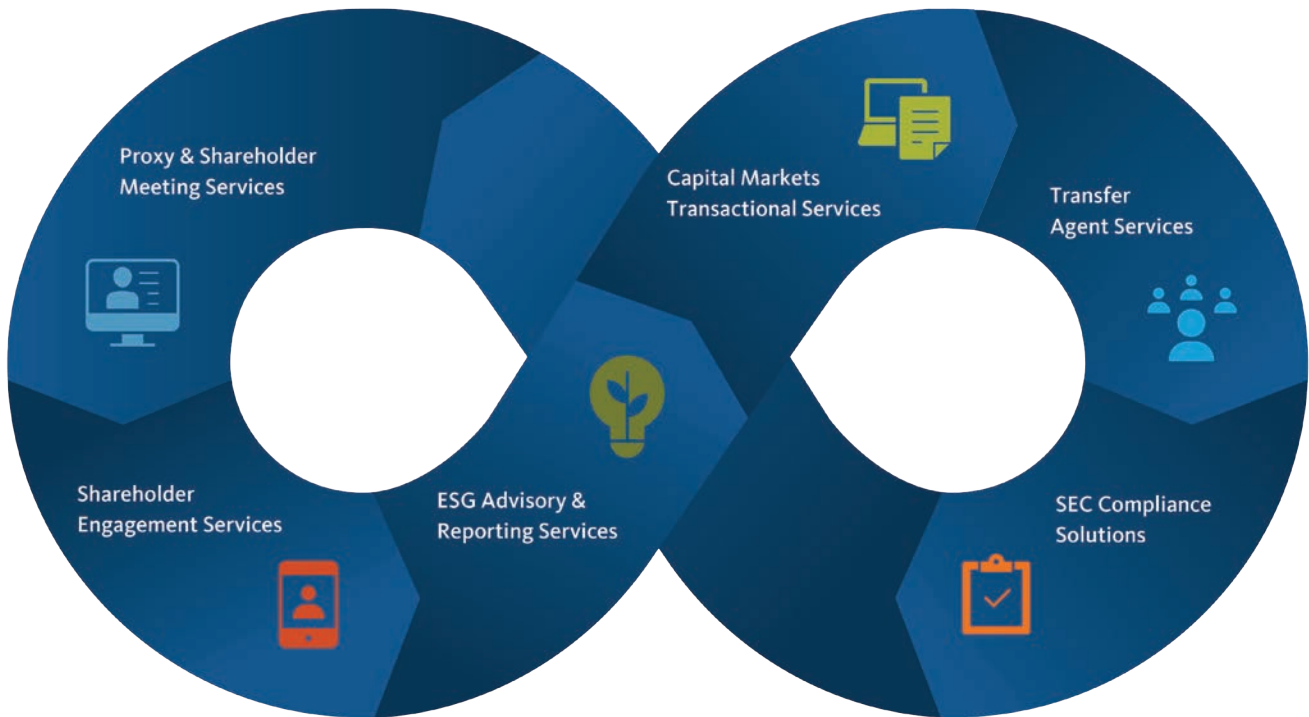 Proxy & Shareholder
Meeting Services
Capital Markets
Transactional Services
Transfer
Agent Services
Shareholder
Engagement Services
ESG Advisory &
Reporting Services
SEC Compliance
Solutions